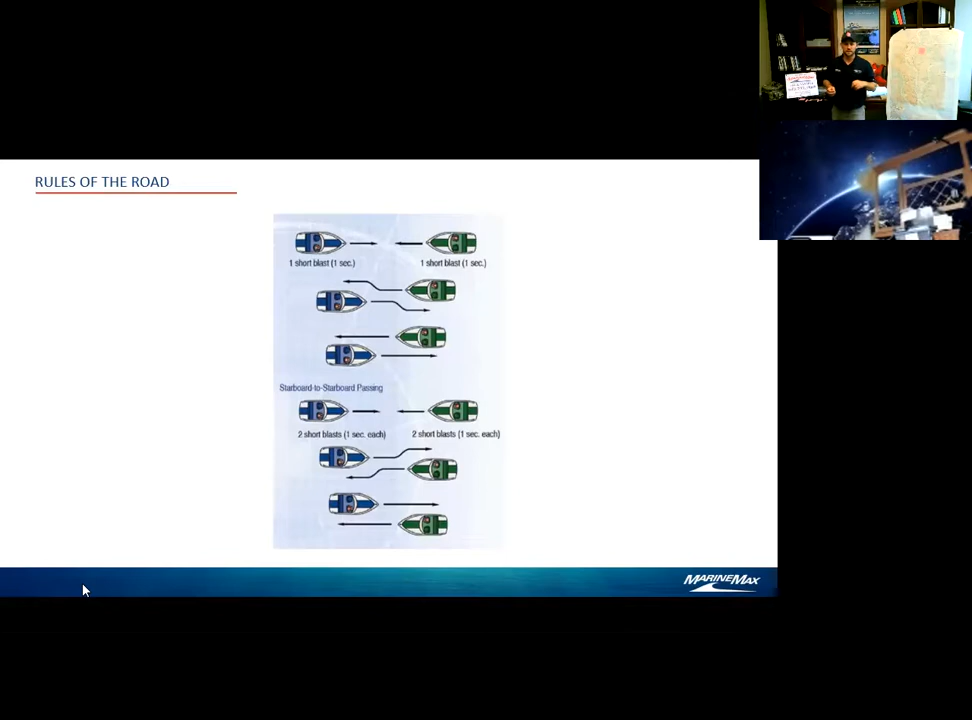 RULES OF THE ROAD
1 short blast (1 sec.) 1 short blast (1 sec.)
Starboard-to-Starboard Passing
2 short blasts (1 sec. each) 2 short blasts (1 sec. each)
MARINEMAX